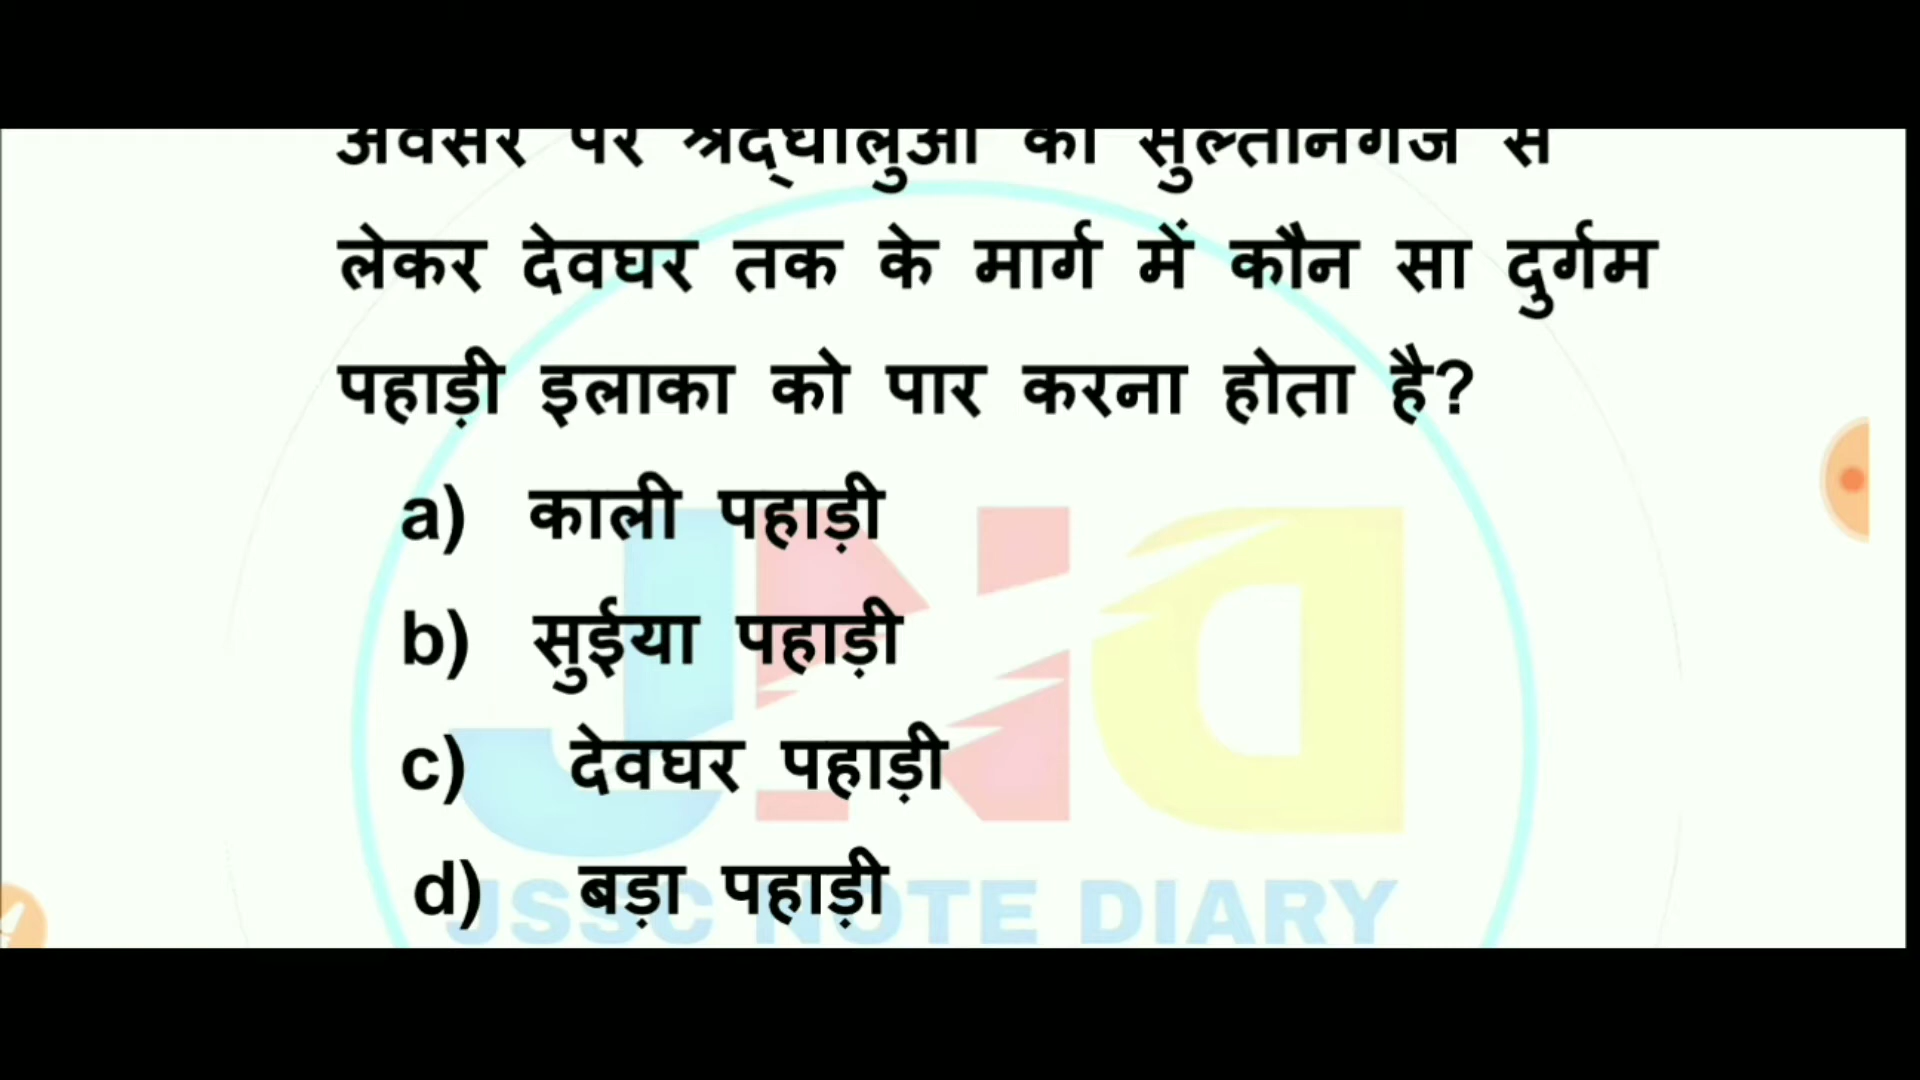 अवसर पर श्रद्धालुओं को सुल्तानगंज से
लेकर देवघर तक के मार्ग में कौन सा दुर्गम
पहाड़ी इलाका को पार करना होता है?
a) काली पहाड़ी
b) सुईया पहाड़ी
c) देवघर पहाड़ी
d) बड़ा पहाड़ी
JND
JSSC NOTE DIARY